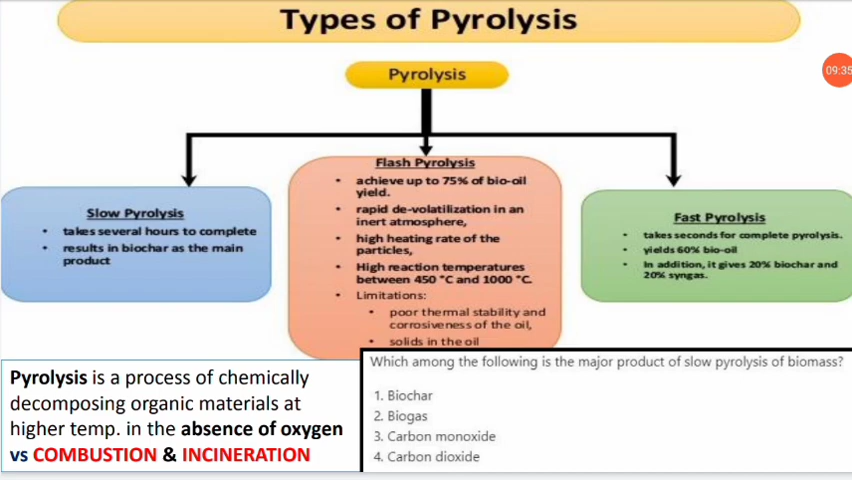 Types of Pyrolysis
Pyrolysis
09:35
Slow Pyrolysis
• takes several hours to complete
• results in biochar as the main
product
Flash Pyrolysis
• achieve up to 75% of bio-oil
yield.
• rapid de-volatilization in an
inert atmosphere,
• high heating rate of the
particles,
• High reaction temperatures
between 450 °C and 1000 °C.
• Limitations:
• poor thermal stability and
corrosiveness of the oil,
• solids in the oil
Fast Pyrolysis
• takes seconds for complete pyrolysis.
• yields 60% bio-oil
• In addition, it gives 20% biochar and
20% syngas.
Pyrolysis is a process of chemically
decomposing organic materials at
higher temp. in the absence of oxygen
vs COMBUSTION & INCINERATION
Which among the following is the major product of slow pyrolysis of biomass?
1. Biochar
2. Biogas
3. Carbon monoxide
4. Carbon dioxide